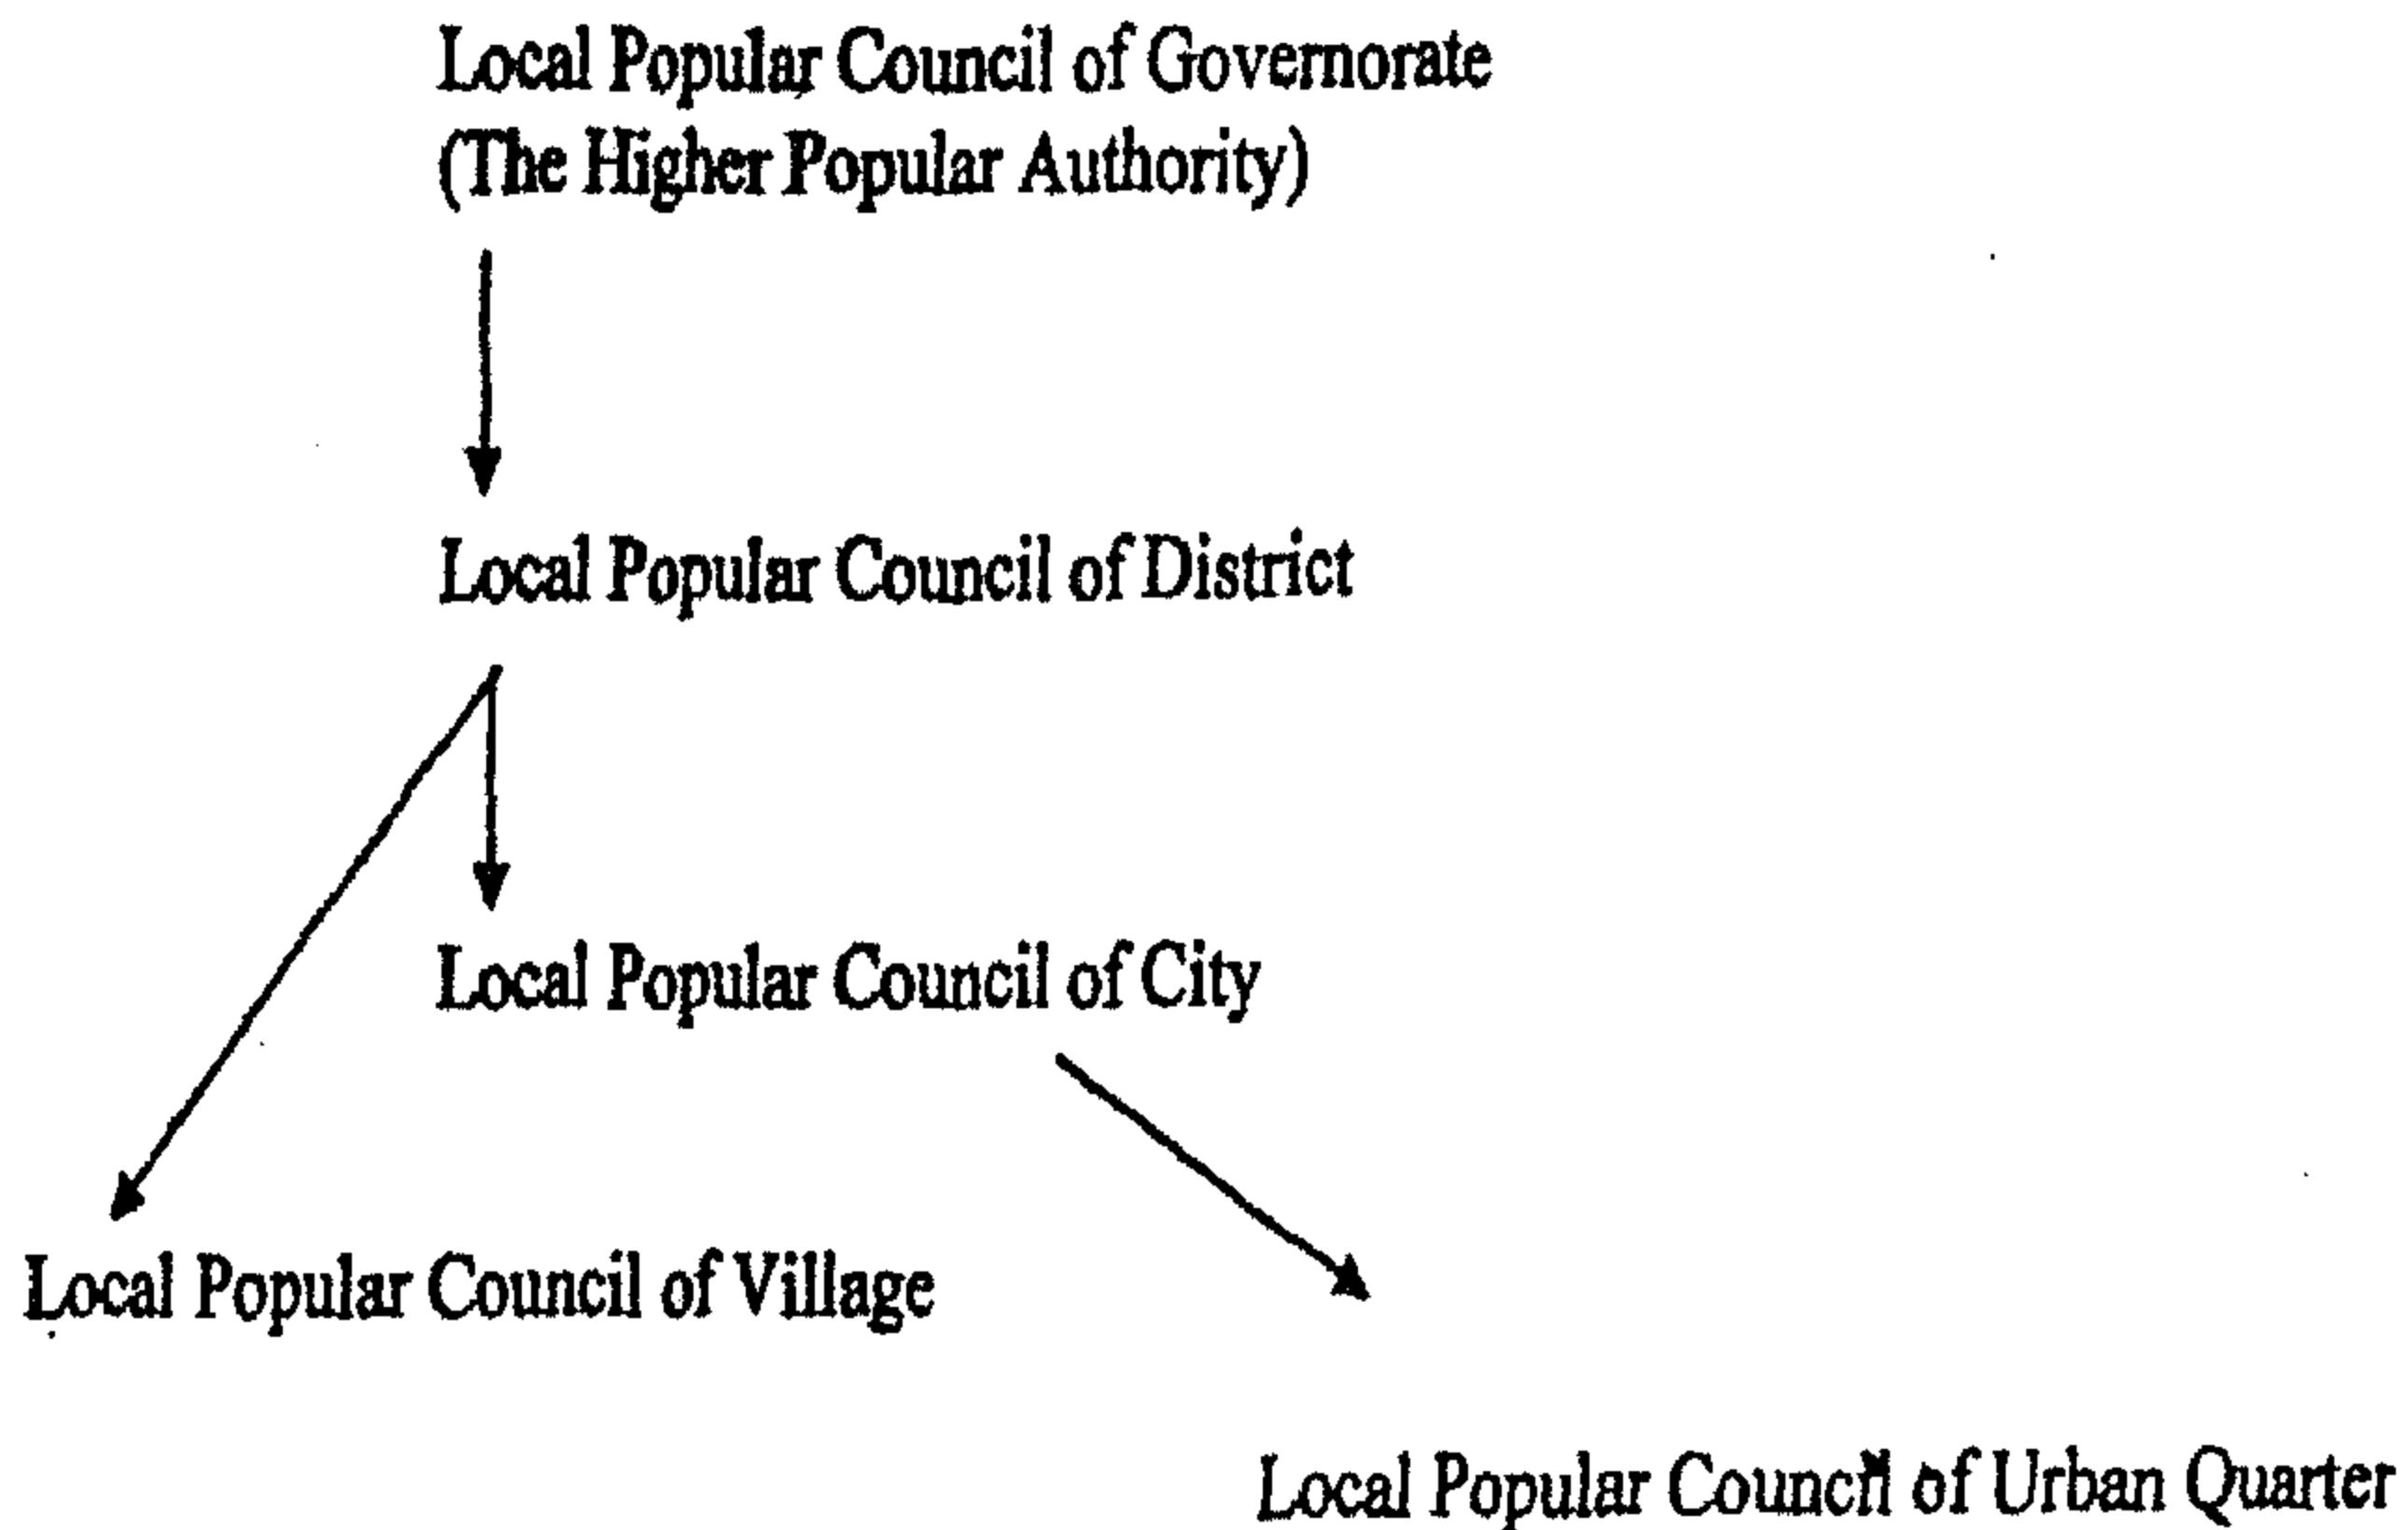 Local Popular Council of Governorate
(The Higher Popular Authority)
Local Popular Council of District
Local Popular Council of City
Local Popular Council of Village
Local Popular Council of Urban Quarter